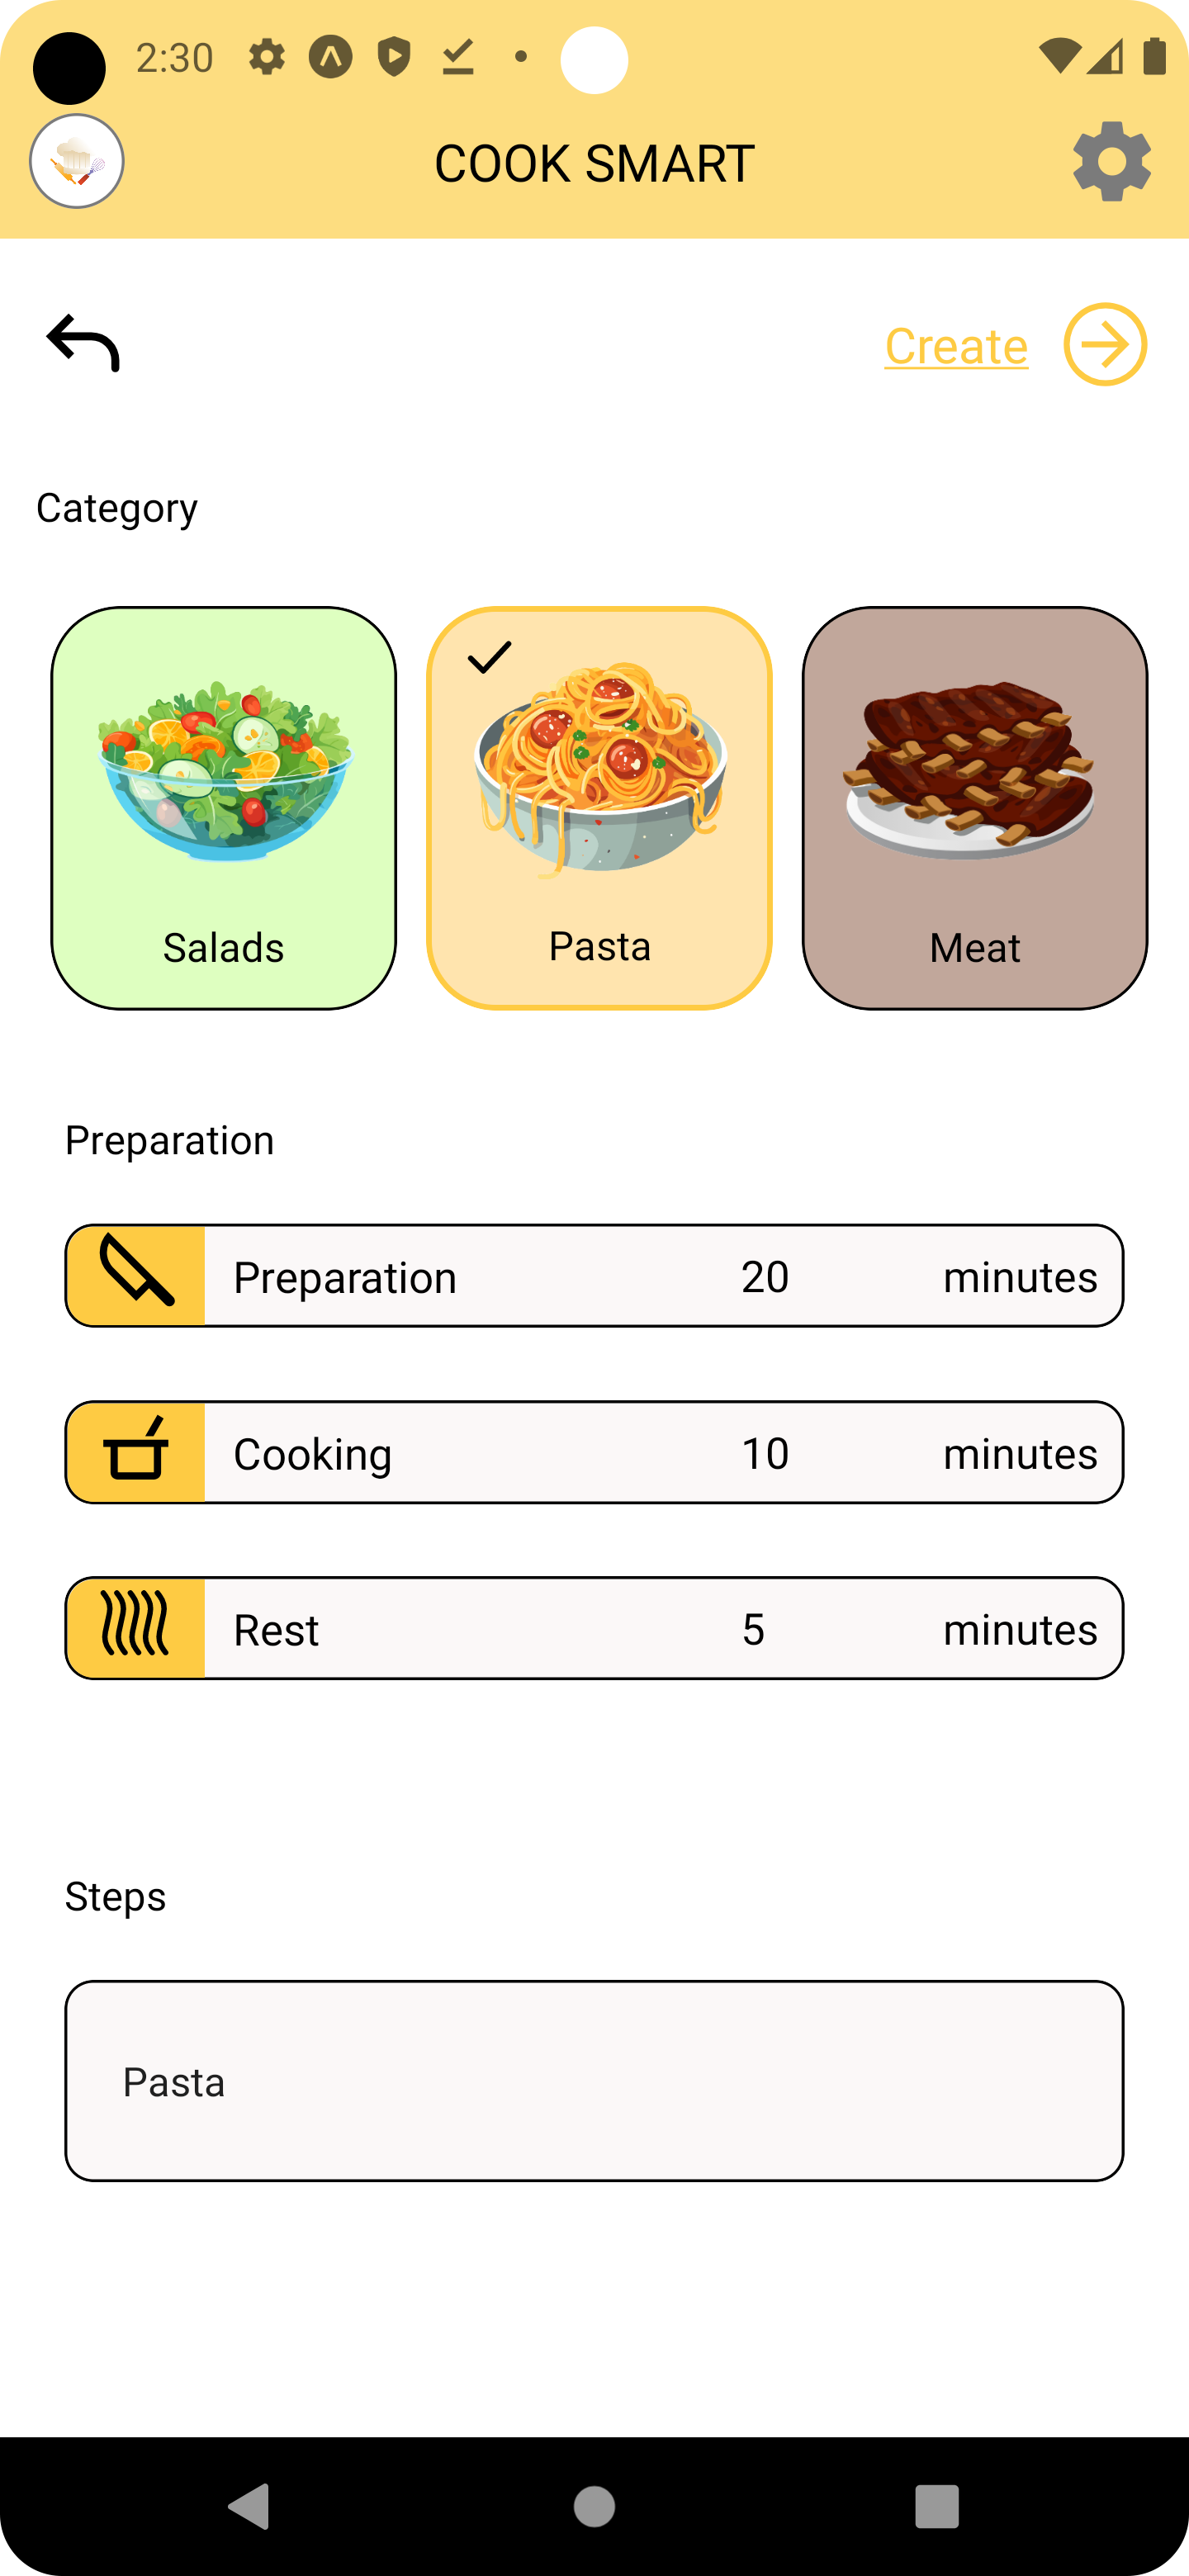 2:30
COOK SMART
Create
Category
Salads Pasta Meat
Preparation
Preparation 20 minutes
Cooking 10 minutes
Rest 5 minutes
Steps
Pasta